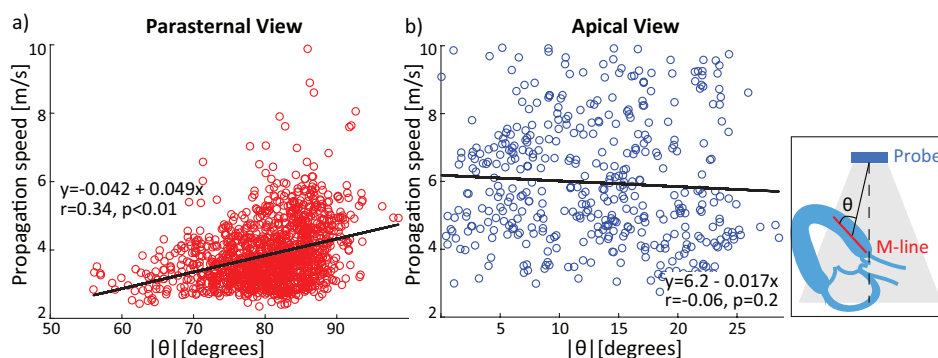 a)
Parasternal View
Propagation speed [m/s]
10
8
6
4
2
y=-0.042 + 0.049x
r=0.34, p<0.01
50
60
70
80
90
|θ| [degrees]
b)
Apical View
Propagation speed [m/s]
10
8
6
4
2
y=6.2 - 0.017x
r=-0.06, p=0.2
5
10
15
20
25
|θ| [degrees]
Probe
θ
M-line